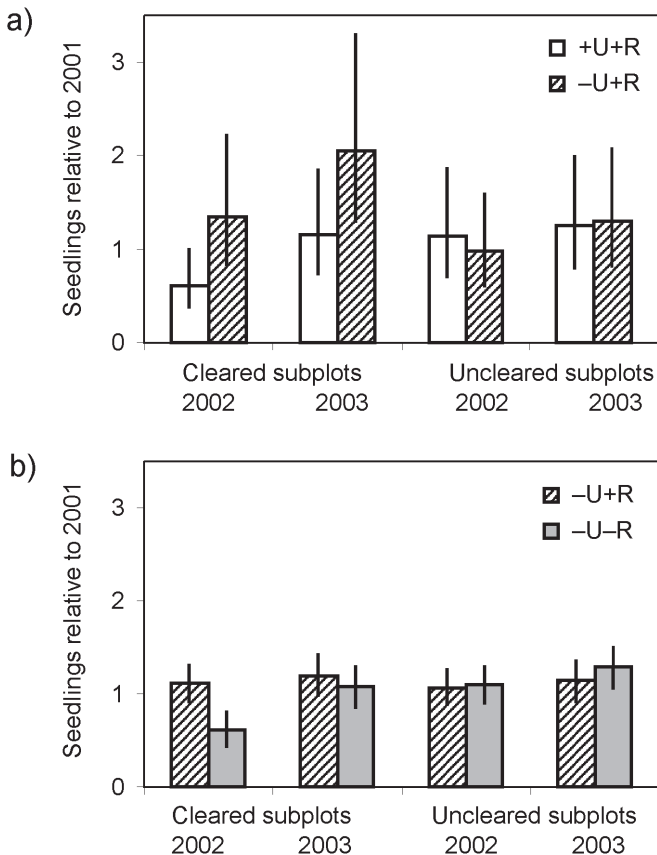 a)
Seedlings relative to 2001
3
2
1
0
+U+R
–U+R
Cleared subplots Uncleared subplots
2002 2003 2002 2003
b)
Seedlings relative to 2001
3
2
1
0
–U+R
–U–R
Cleared subplots Uncleared subplots
2002 2003 2002 2003